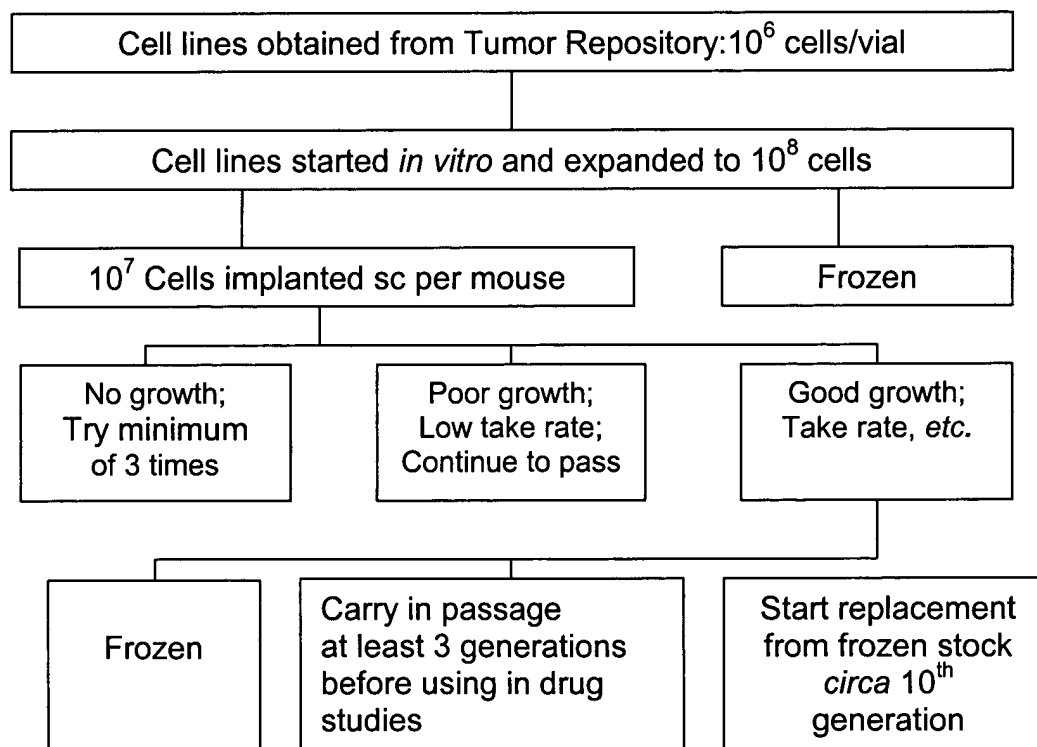 Cell lines obtained from Tumor Repository:10⁶ cells/vial
Cell lines started in vitro and expanded to 10⁸ cells
10⁷ Cells implanted sc per mouse
Frozen
No growth;
Try minimum
of 3 times
Poor growth;
Low take rate;
Continue to pass
Good growth;
Take rate, etc.
Frozen
Carry in passage
at least 3 generations
before using in drug
studies
Start replacement
from frozen stock
circa 10ᵗʰ
generation